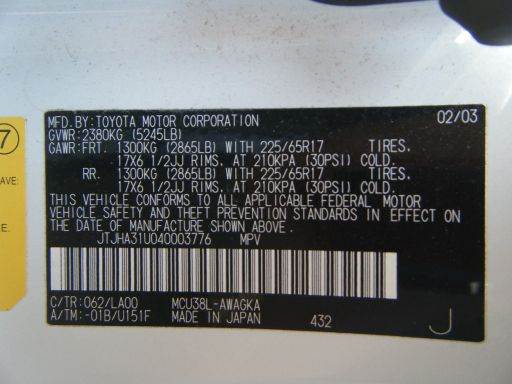 MFD.BY:TOYOTA MOTOR CORPORATION 02/03
GVWR:2380KG (5245LB)
GAWR:FRT. 1300KG (2865LB) WITH 225/65R17 TIRES.
17X6 1/2JJ RIMS. AT 210KPA (30PSI) COLD.
RR. 1300KG (2865LB) WITH 225/65R17 TIRES.
17X6 1/2JJ RIMS. AT 210KPA (30PSI) COLD.
THIS VEHICLE CONFORMS TO ALL APPLICABLE FEDERAL MOTOR
VEHICLE SAFETY AND THEFT PREVENTION STANDARDS IN EFFECT ON
THE DATE OF MANUFACTURE SHOWN ABOVE.
JTJHA31U040003776 MPV
C/TR:062/LA00 MCU38L-AWAGKA
A/TM:-01B/U151F MADE IN JAPAN 432 J
7
AVE:
E.